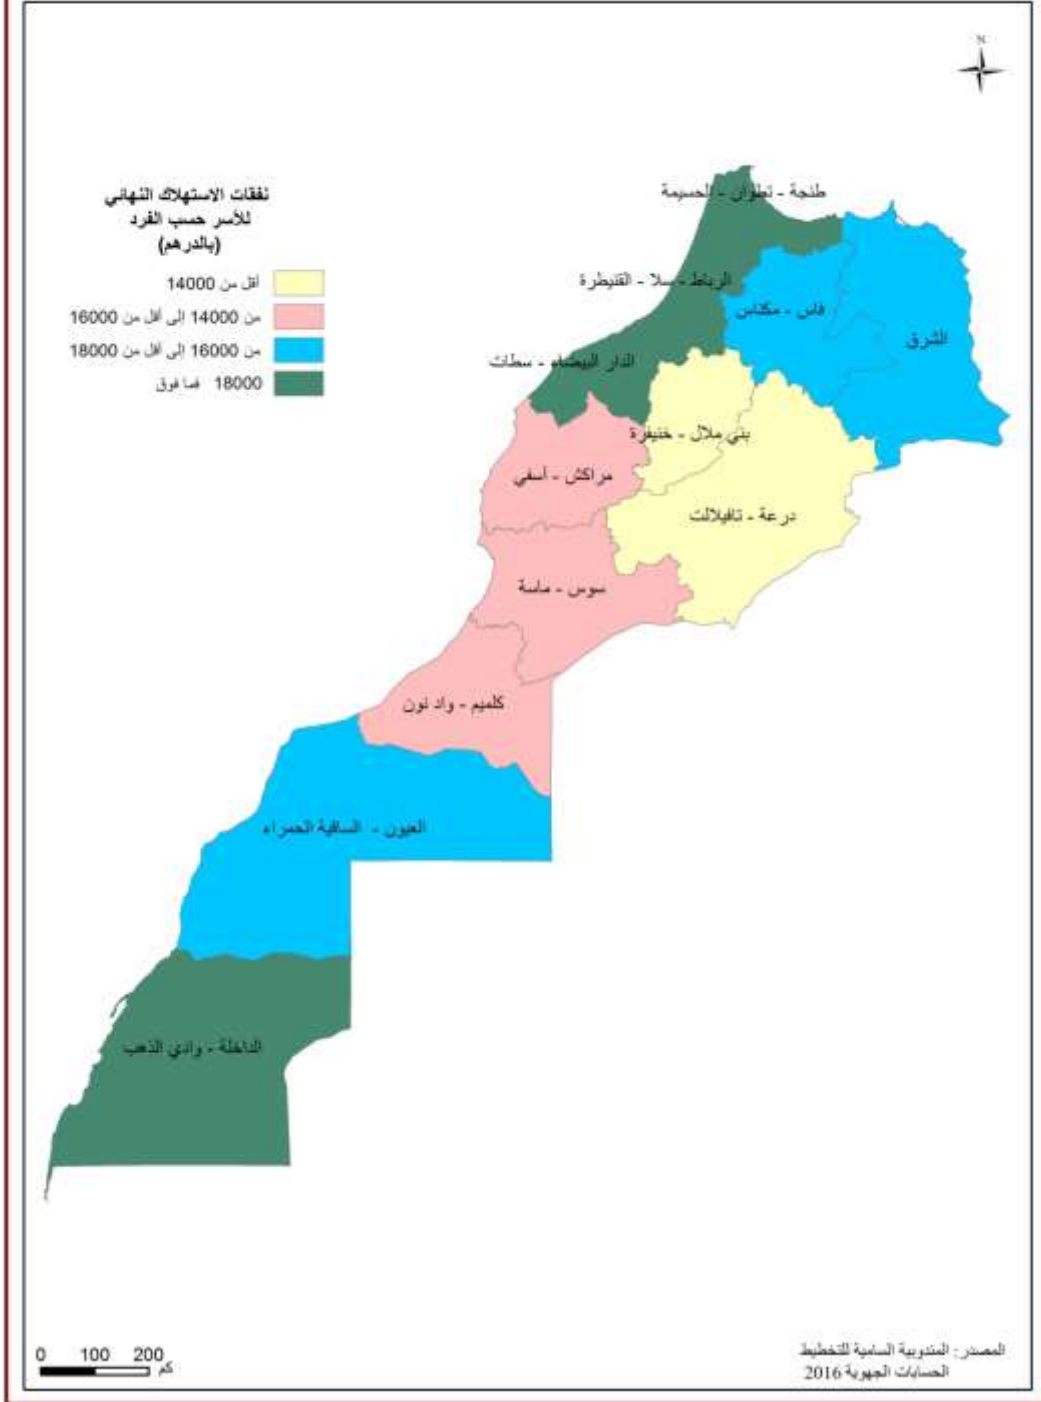 N
نفقات الاستهلاك النهائي
للأسر حسب الفرد
(بالدرهم)
أقل من 14000
من 14000 إلى أقل من 16000
من 16000 إلى أقل من 18000
18000 فما فوق
طنجة - تطوان - الحسيمة
الرباط - سلا - القنيطرة
فاس - مكناس
الشرق
الدار البيضاء - سطات
بني ملال - خنيفرة
مراكش - أسفي
درعة - تافيلالت
سوس - ماسة
كلميم - واد نون
العيون - الساقية الحمراء
الداخلة - وادي الذهب
0 100 200
كم
المصدر: المندوبية السامية للتخطيط
الحسابات الجهوية 2016